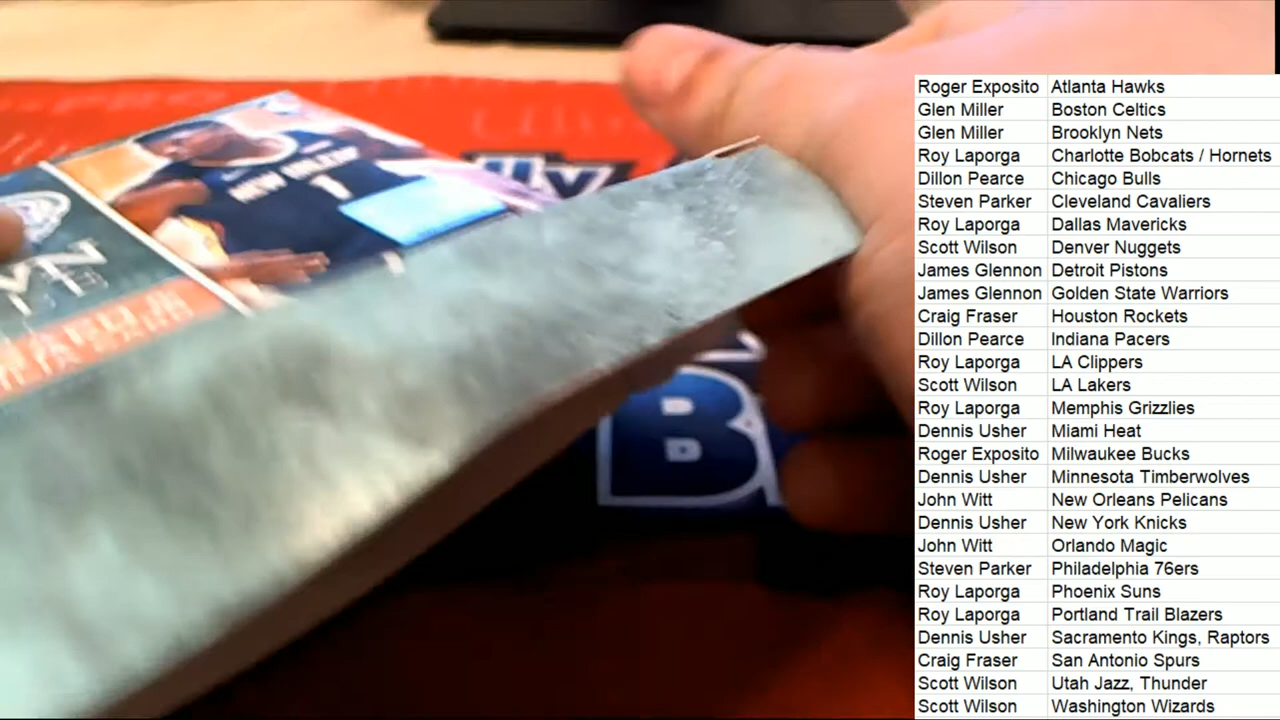 NEW ORLEANS
1
B
Roger Exposito Atlanta Hawks
Glen Miller Boston Celtics
Glen Miller Brooklyn Nets
Roy Laporga Charlotte Bobcats / Hornets
Dillon Pearce Chicago Bulls
Steven Parker Cleveland Cavaliers
Roy Laporga Dallas Mavericks
Scott Wilson Denver Nuggets
James Glennon Detroit Pistons
James Glennon Golden State Warriors
Craig Fraser Houston Rockets
Dillon Pearce Indiana Pacers
Roy Laporga LA Clippers
Scott Wilson LA Lakers
Roy Laporga Memphis Grizzlies
Dennis Usher Miami Heat
Roger Exposito Milwaukee Bucks
Dennis Usher Minnesota Timberwolves
John Witt New Orleans Pelicans
Dennis Usher New York Knicks
John Witt Orlando Magic
Steven Parker Philadelphia 76ers
Roy Laporga Phoenix Suns
Roy Laporga Portland Trail Blazers
Dennis Usher Sacramento Kings, Raptors
Craig Fraser San Antonio Spurs
Scott Wilson Utah Jazz, Thunder
Scott Wilson Washington Wizards